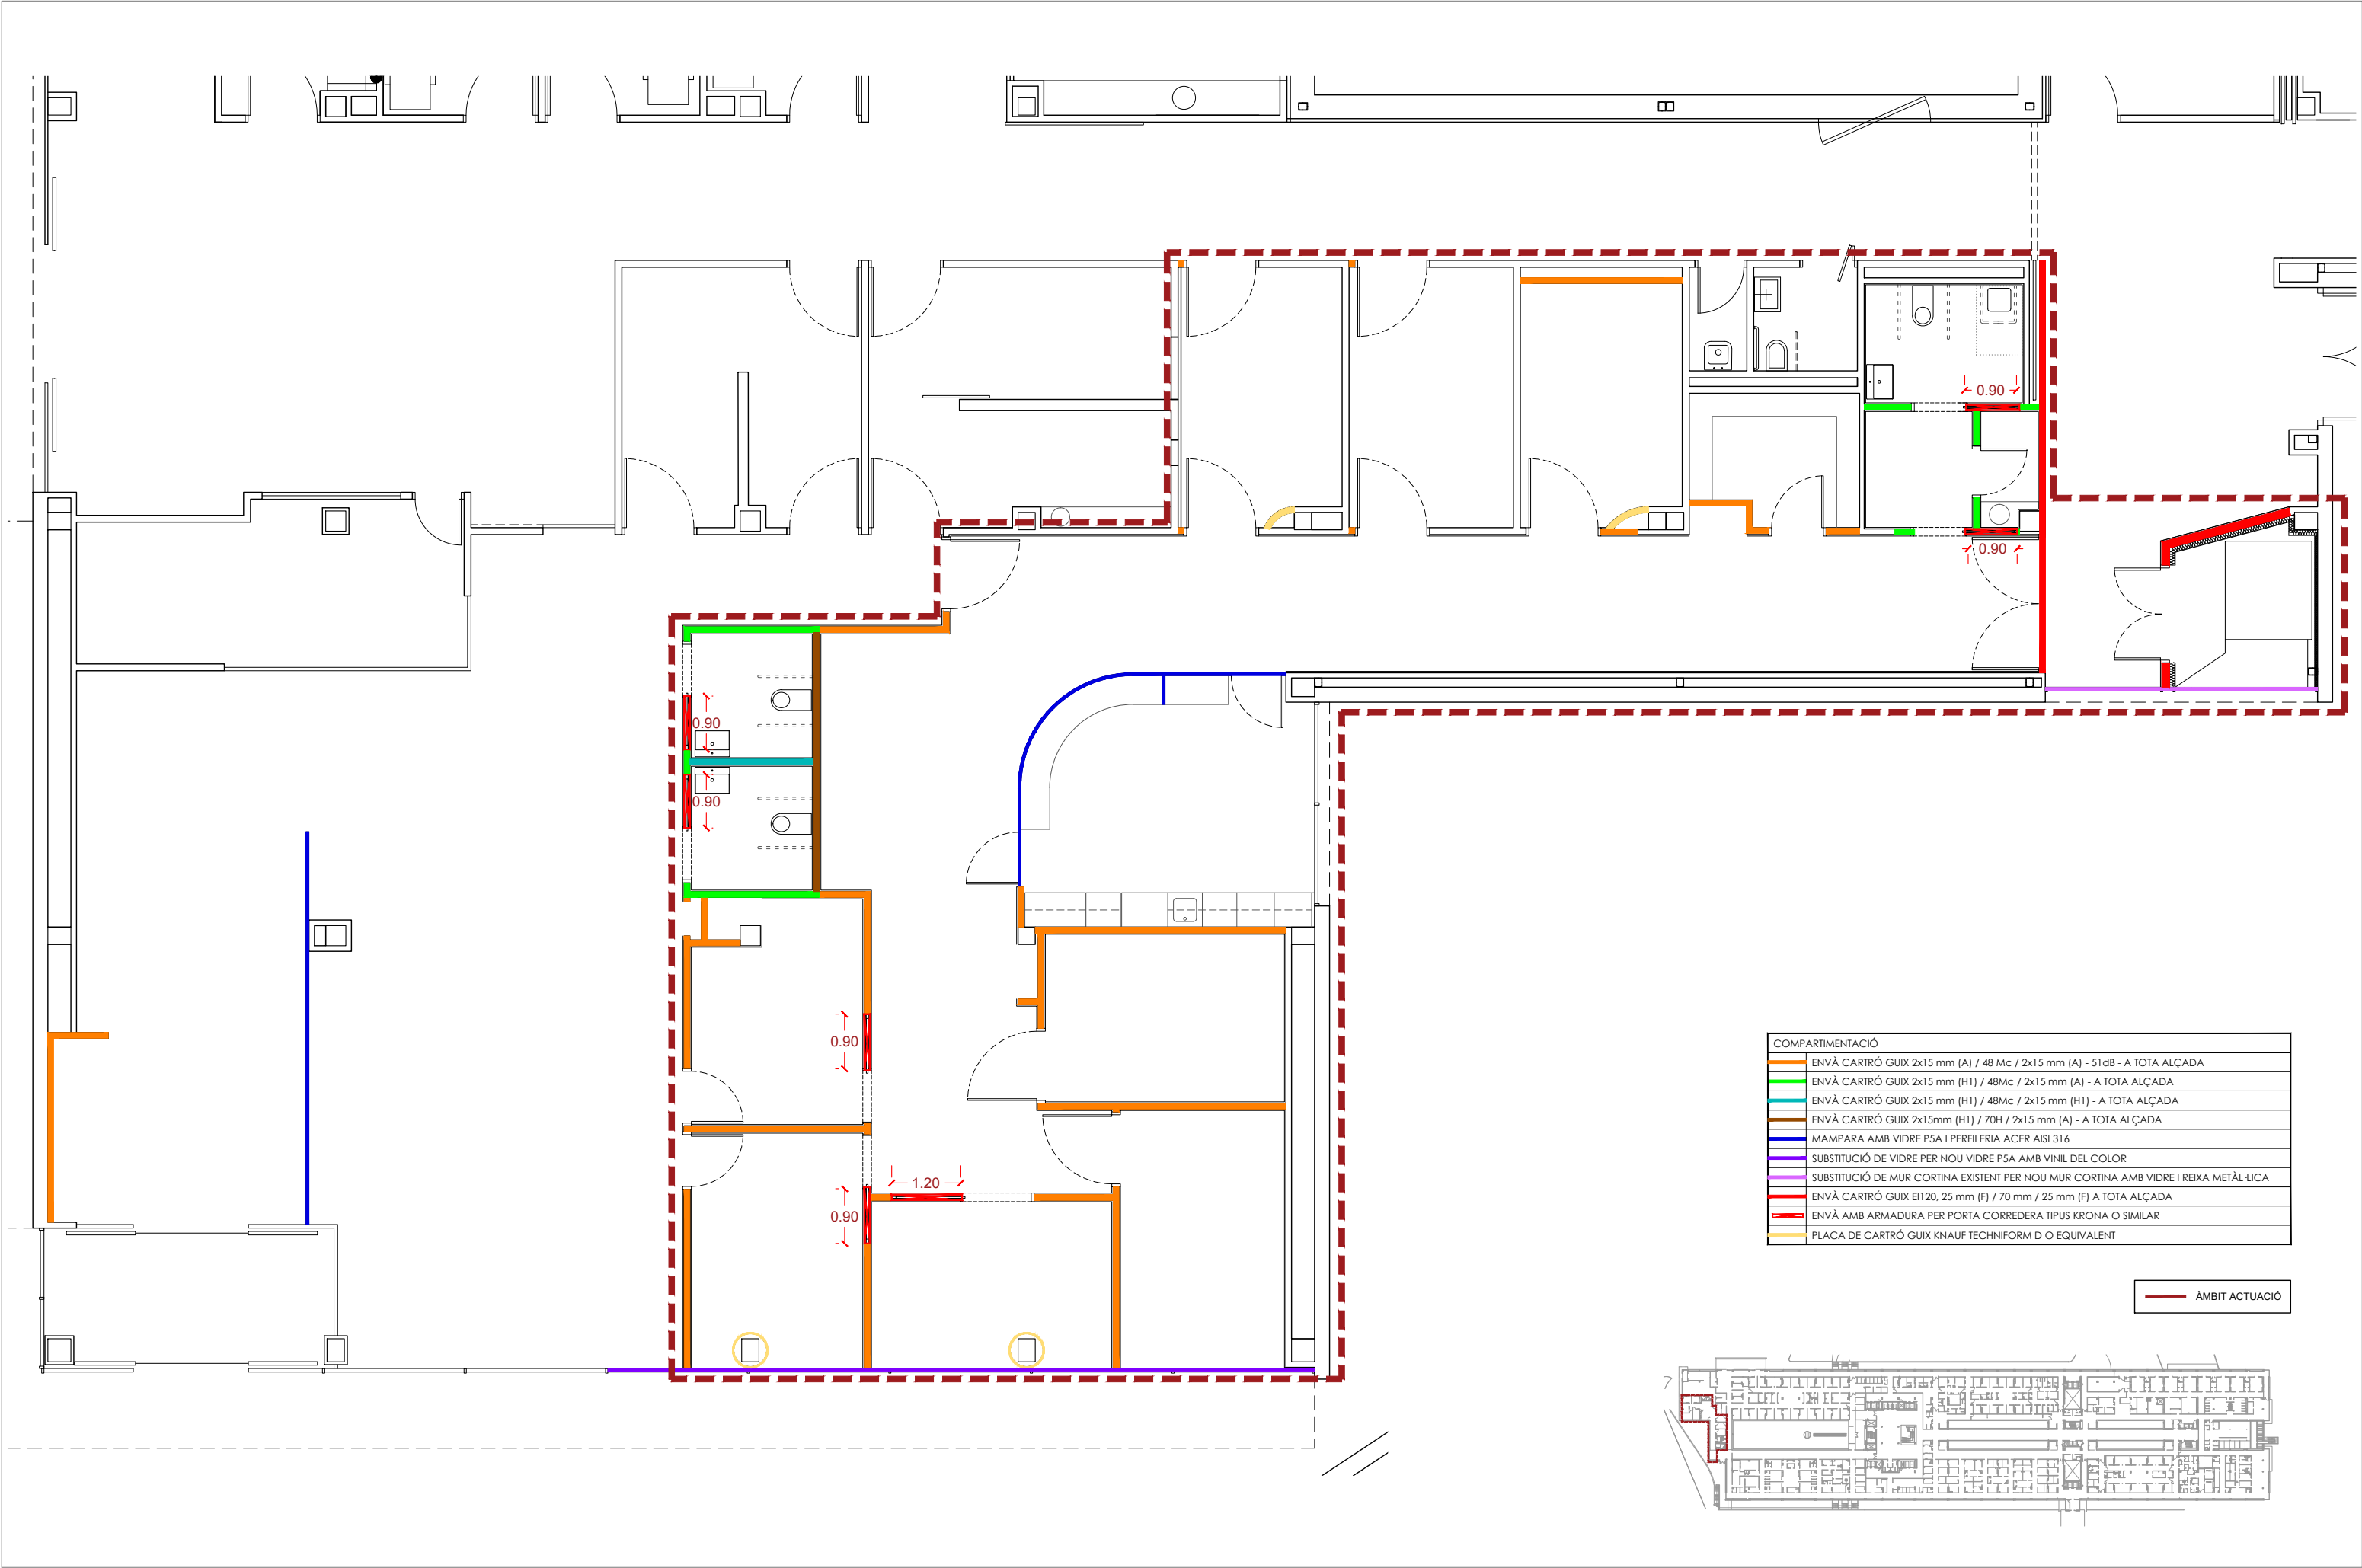 0.90
0.90
0.90
0.90
0.90
1.20
0.90
COMPARTIMENTACIÓ
ENVÀ CARTRÓ GUIX 2x15 mm (A) / 48 Mc / 2x15 mm (A) - 51dB - A TOTA ALÇADA
ENVÀ CARTRÓ GUIX 2x15 mm (H1) / 48Mc / 2x15 mm (A) - A TOTA ALÇADA
ENVÀ CARTRÓ GUIX 2x15 mm (H1) / 48Mc / 2x15 mm (H1) - A TOTA ALÇADA
ENVÀ CARTRÓ GUIX 2x15mm (H1) / 70H / 2x15 mm (A) - A TOTA ALÇADA
MAMPARA AMB VIDRE P5A I PERFILERIA ACER AISI 316
SUBSTITUCIÓ DE VIDRE PER NOU VIDRE P5A AMB VINIL DEL COLOR
SUBSTITUCIÓ DE MUR CORTINA EXISTENT PER NOU MUR CORTINA AMB VIDRE I REIXA METÀL·LICA
ENVÀ CARTRÓ GUIX EI120, 25 mm (F) / 70 mm / 25 mm (F) A TOTA ALÇADA
ENVÀ AMB ARMADURA PER PORTA CORREDERA TIPUS KRONA O SIMILAR
PLACA DE CARTRÓ GUIX KNAUF TECHNIFORM D O EQUIVALENT
ÀMBIT ACTUACIÓ